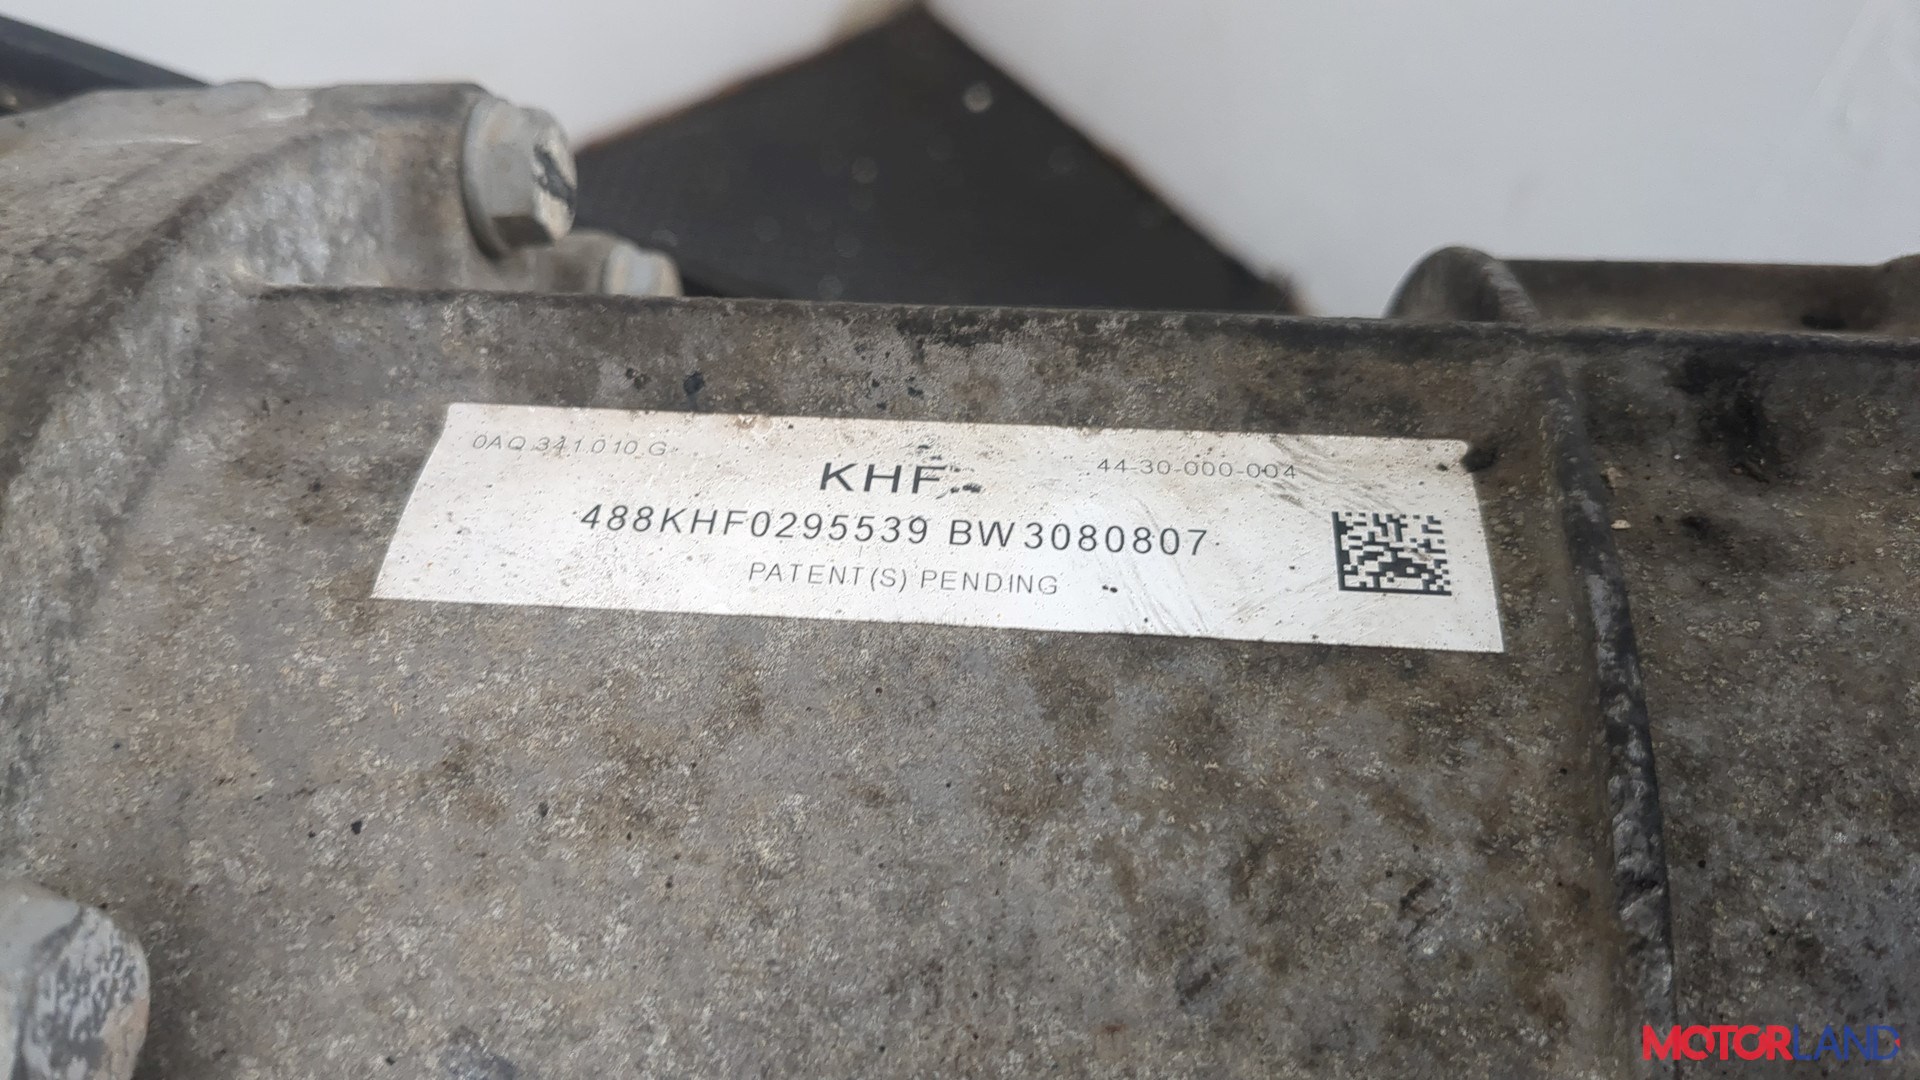 0AQ 341 010 G
KHF
44-30-000-004
488KHF0295539 BW3080807
PATENT(S) PENDING
MOTORLAND